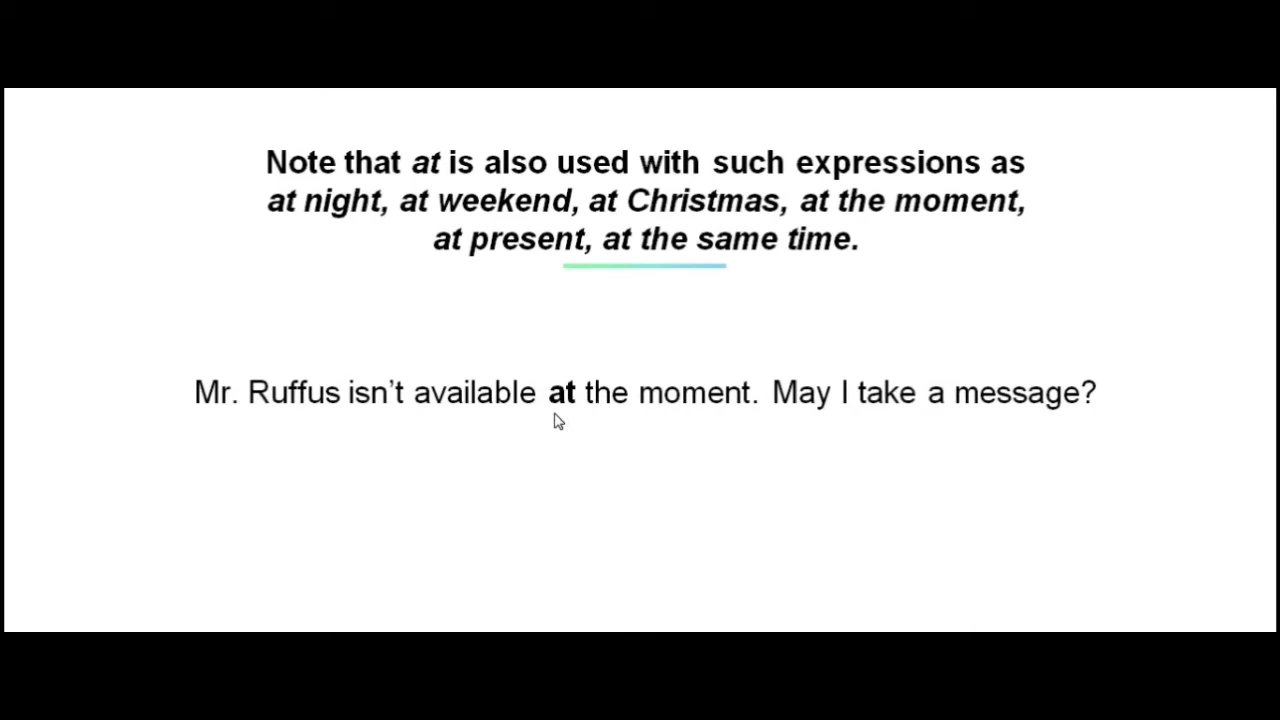 Note that at is also used with such expressions as
at night, at weekend, at Christmas, at the moment,
at present, at the same time.
Mr. Ruffus isn’t available at the moment. May I take a message?